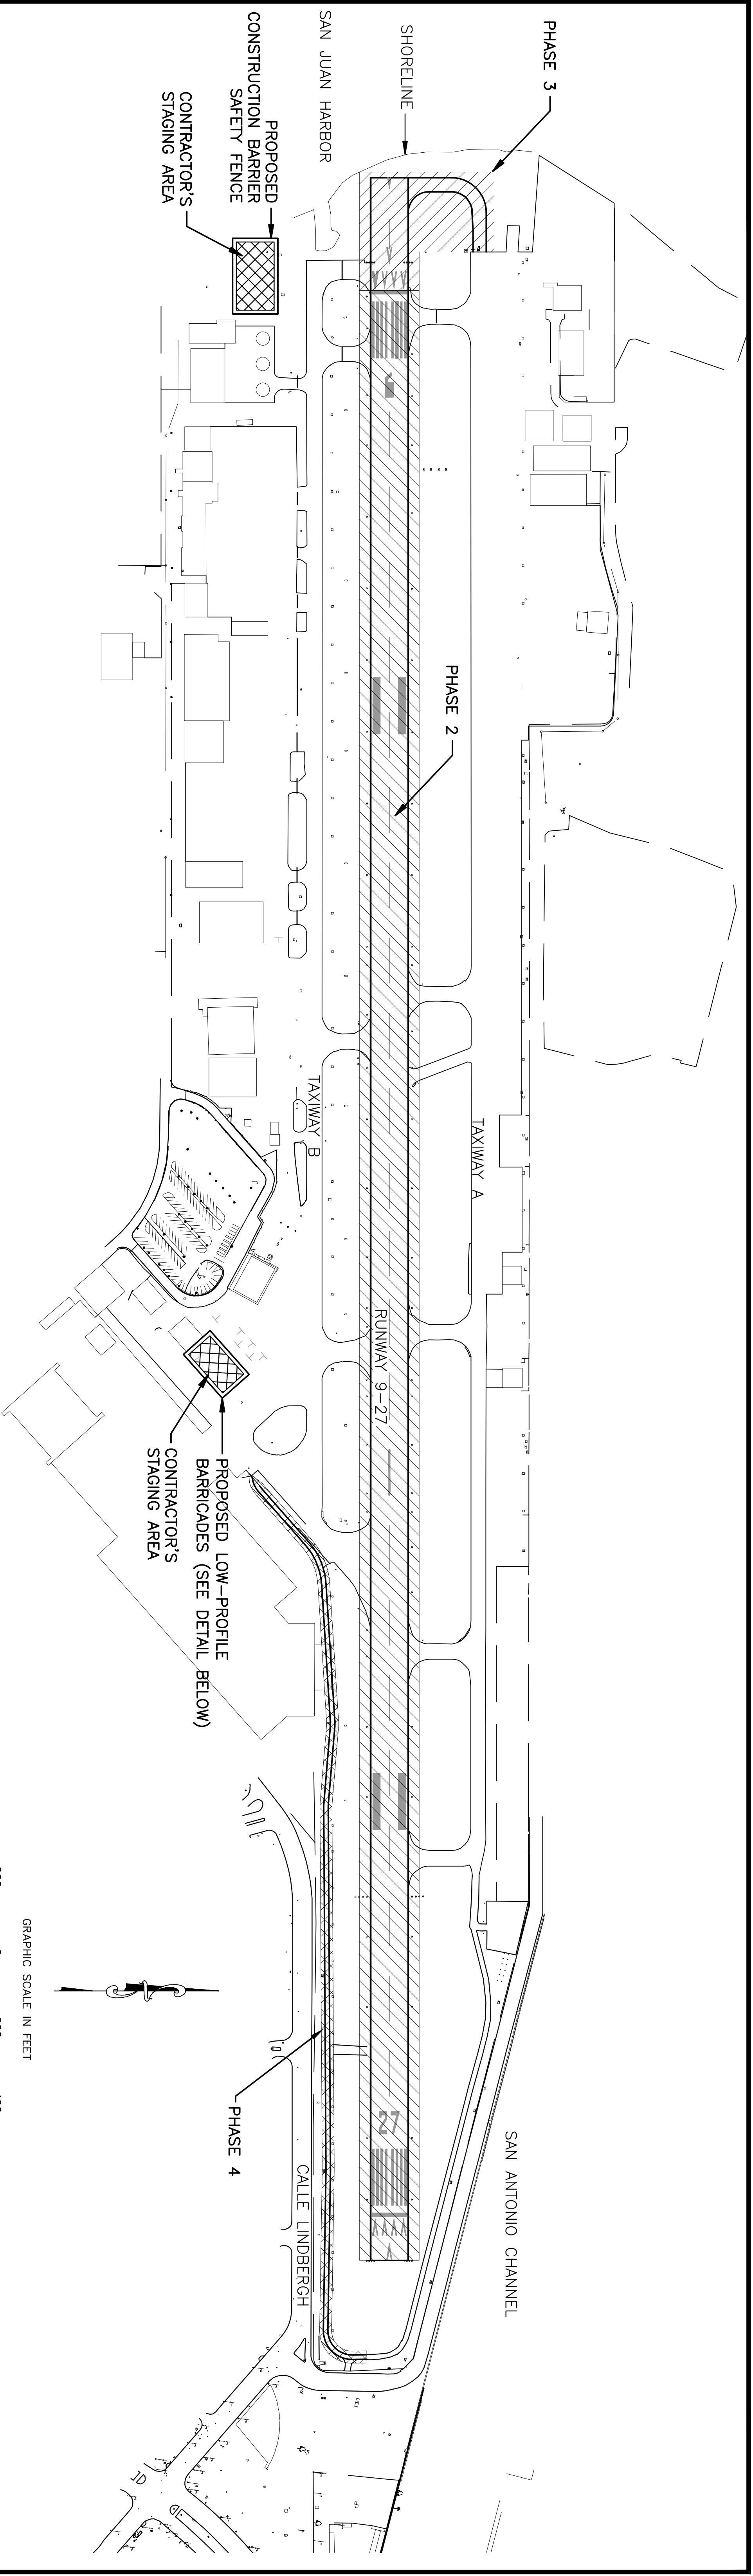 PHASE 3
SHORELINE
SAN JUAN HARBOR
PROPOSED
CONSTRUCTION BARRIER
SAFETY FENCE
CONTRACTOR'S
STAGING AREA
PHASE 2
TAXIWAY A
TAXIWAY B
RUNWAY 9-27
PROPOSED LOW-PROFILE
BARRICADES (SEE DETAIL BELOW)
CONTRACTOR'S
STAGING AREA
SAN ANTONIO CHANNEL
27
PHASE 4
CALLE LINDBERGH
GRAPHIC SCALE IN FEET